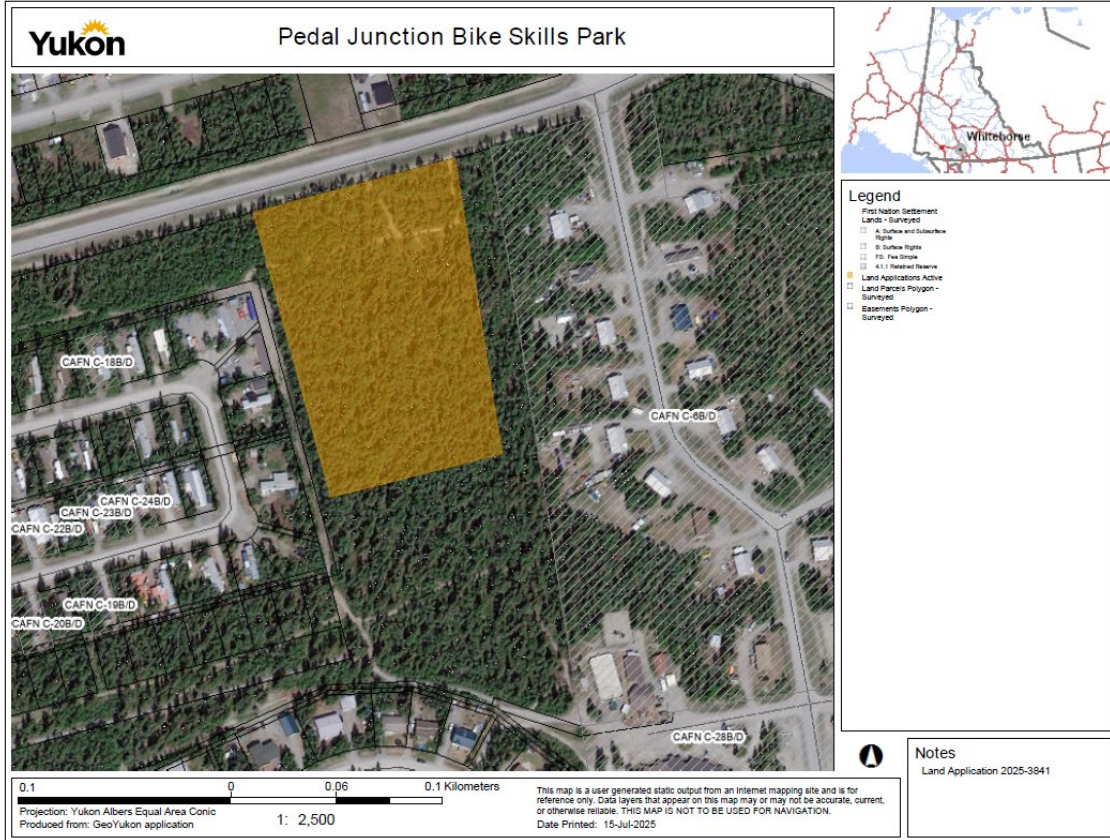 Yukon
Pedal Junction Bike Skills Park
Whitehorse
Legend
First Nation Settlement
Lands - Surveyed
A: Surface and Subsurface
Rights
B: Surface Rights
FS: Fee Simple
4.1.1 Retained Reserve
Land Applications Active
Land Parcels Polygon -
Surveyed
Easements Polygon -
Surveyed
CAFN C-18B/D
CAFN C-6B/D
CAFN C-24B/D
CAFN C-23B/D
CAFN C-22B/D
CAFN C-19B/D
CAFN C-20B/D
CAFN C-28B/D
Notes
Land Application 2025-3841
0.1 0 0.06 0.1 Kilometers
Projection: Yukon Albers Equal Area Conic
Produced from: GeoYukon application
1: 2,500
This map is a user generated static output from an Internet mapping site and is for
reference only. Data layers that appear on this map may or may not be accurate, current,
or otherwise reliable. THIS MAP IS NOT TO BE USED FOR NAVIGATION.
Date Printed: 15-Jul-2025